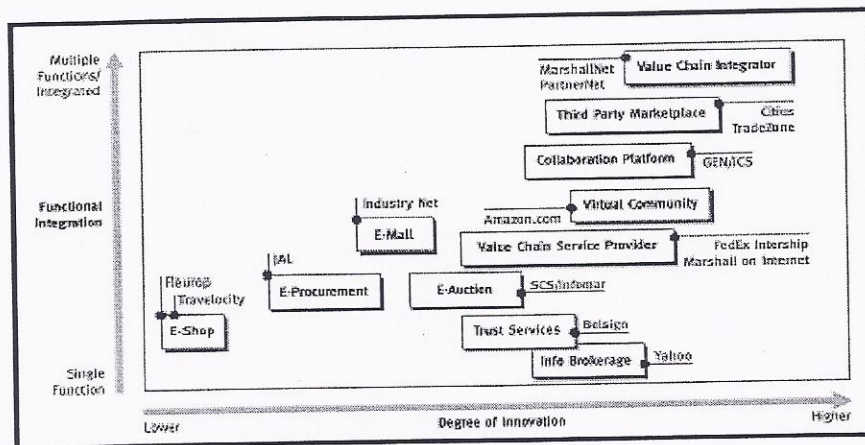 Multiple
Functions/
Integrated
MarshallNet
PartnerNet
Value Chain Integrator
Third Party Marketplace
Cities
TradeZone
Collaboration Platform
GEN/ICS
Functional
Integration
Industry Net
E-Mall
Amazon.com
Virtual Community
Value Chain Service Provider
FedEx Intership
Marshall on Internet
JAL
E-Procurement
E-Auction
SCS/Infomar
Fleurop
Travelocity
E-Shop
Trust Services
Belsign
Info Brokerage
Yahoo
Single
Function
Lower
Degree of Innovation
Higher